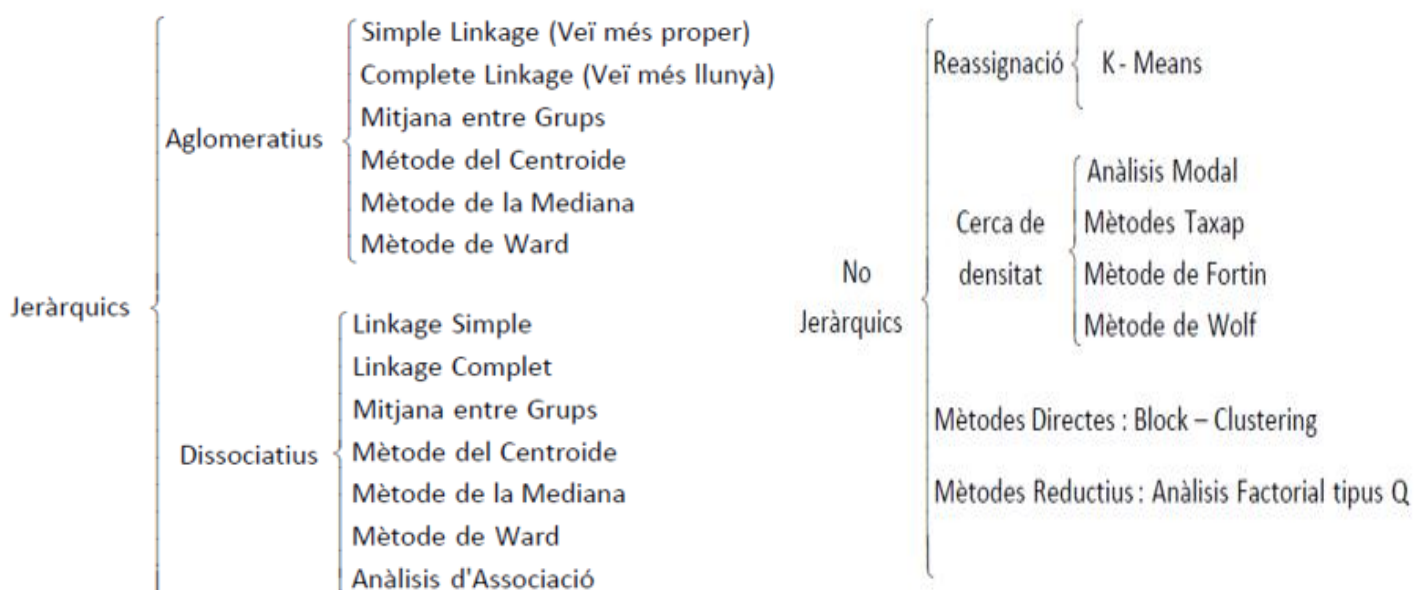 Jeràrquics
Aglomeratius
Simple Linkage (Veï més proper)
Complete Linkage (Veï més llunyà)
Mitjana entre Grups
Métode del Centroide
Mètode de la Mediana
Mètode de Ward
Dissociatius
Linkage Simple
Linkage Complet
Mitjana entre Grups
Mètode del Centroide
Mètode de la Mediana
Mètode de Ward
Anàlisis d'Associació
No
Jeràrquics
Reassignació
K - Means
Cerca de
densitat
Anàlisis Modal
Mètodes Taxap
Mètode de Fortin
Mètode de Wolf
Mètodes Directes : Block – Clustering
Mètodes Reductius : Anàlisis Factorial tipus Q